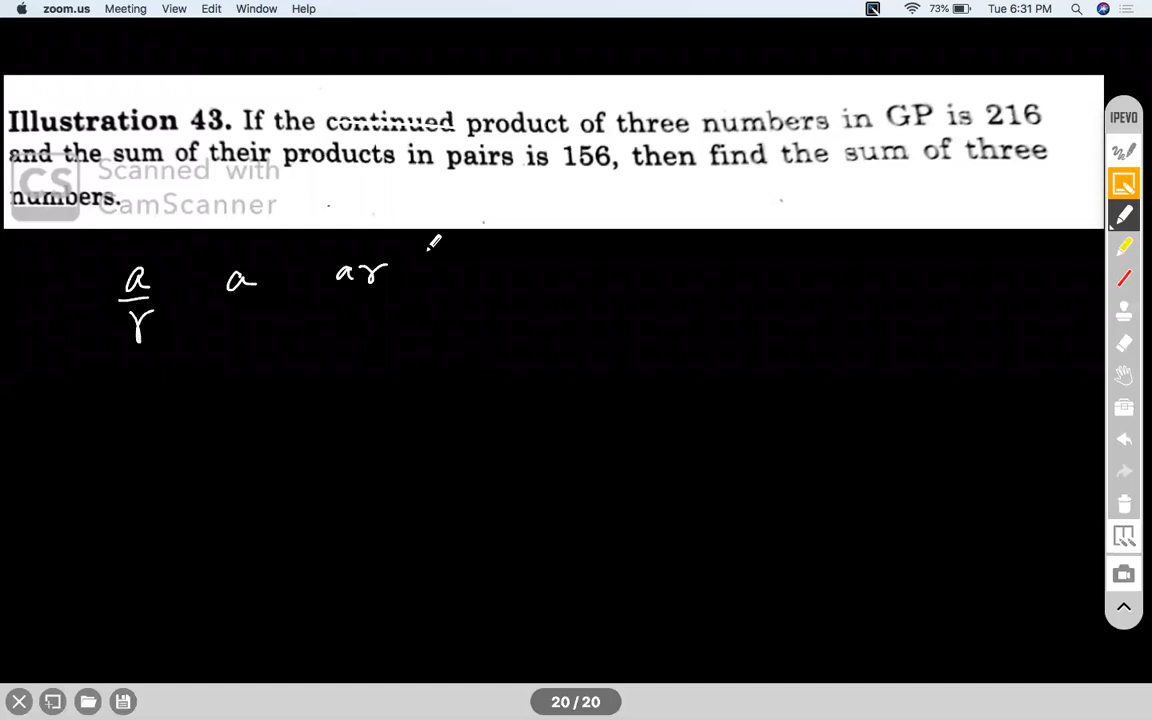 zoom.us Meeting View Edit Window Help 73% Tue 6:31 PM
Illustration 43. If the continued product of three numbers in GP is 216
and the sum of their products in pairs is 156, then find the sum of three
numbers.
CS Scanned with
CamScanner
IPEVO
a/r a ar
20 / 20